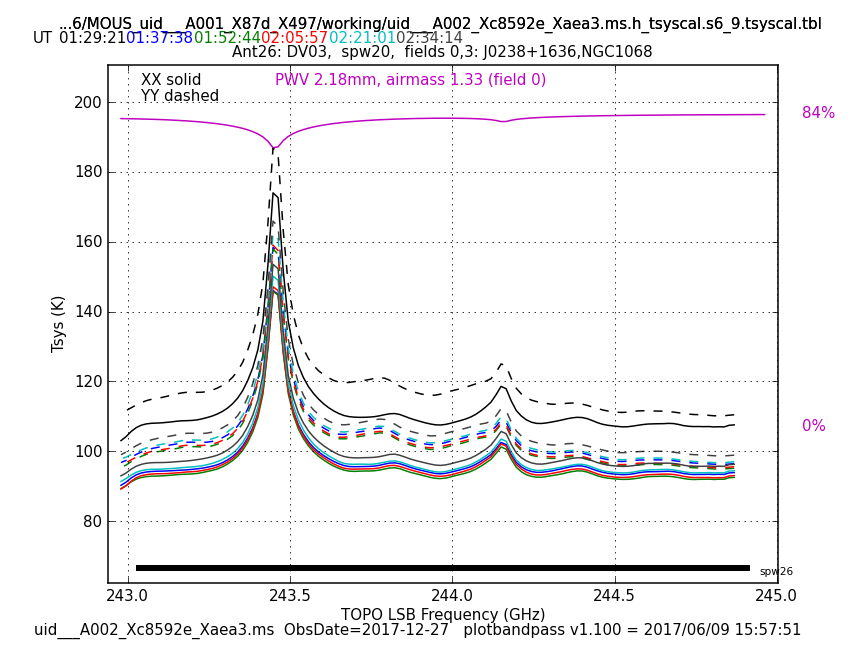 ...6/MOUS_uid___A001_X87d_X497/working/uid___A002_Xc8592e_Xaea3.ms.h_tsyscal.s6_9.tsyscal.tbl
UT 01:29:21 01:37:38 01:52:44 02:05:57 02:21:01 02:34:14
Ant26: DV03, spw20, fields 0,3: J0238+1636,NGC1068
XX solid PWV 2.18mm, airmass 1.33 (field 0)
YY dashed
200
84%
180
160
140
Tsys (K)
120
0%
100
80
spw26
243.0 243.5 244.0 244.5 245.0
TOPO LSB Frequency (GHz)
uid___A002_Xc8592e_Xaea3.ms ObsDate=2017-12-27 plotbandpass v1.100 = 2017/06/09 15:57:51